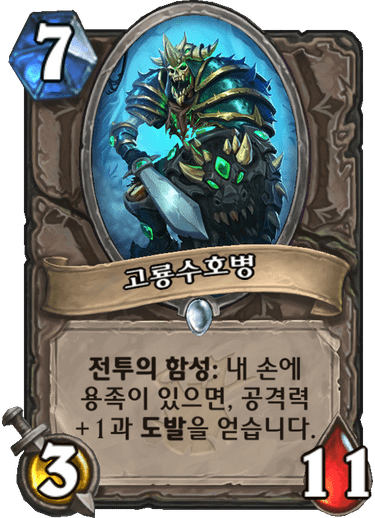 7
고룡수호병
전투의 함성: 내 손에
용족이 있으면, 공격력
+1과 도발을 얻습니다.
3
11